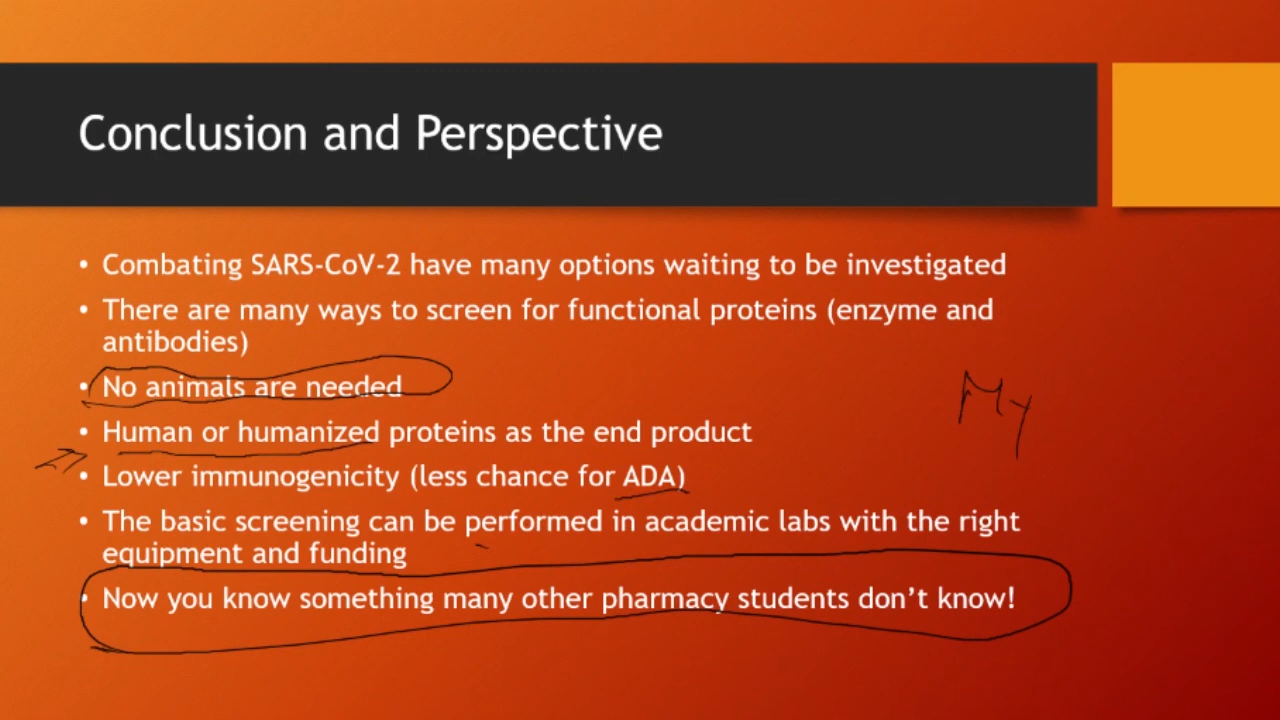 Conclusion and Perspective
• Combating SARS-CoV-2 have many options waiting to be investigated
• There are many ways to screen for functional proteins (enzyme and
antibodies)
• No animals are needed
My
• Human or humanized proteins as the end product
• Lower immunogenicity (less chance for ADA)
• The basic screening can be performed in academic labs with the right
equipment and funding
• Now you know something many other pharmacy students don’t know!